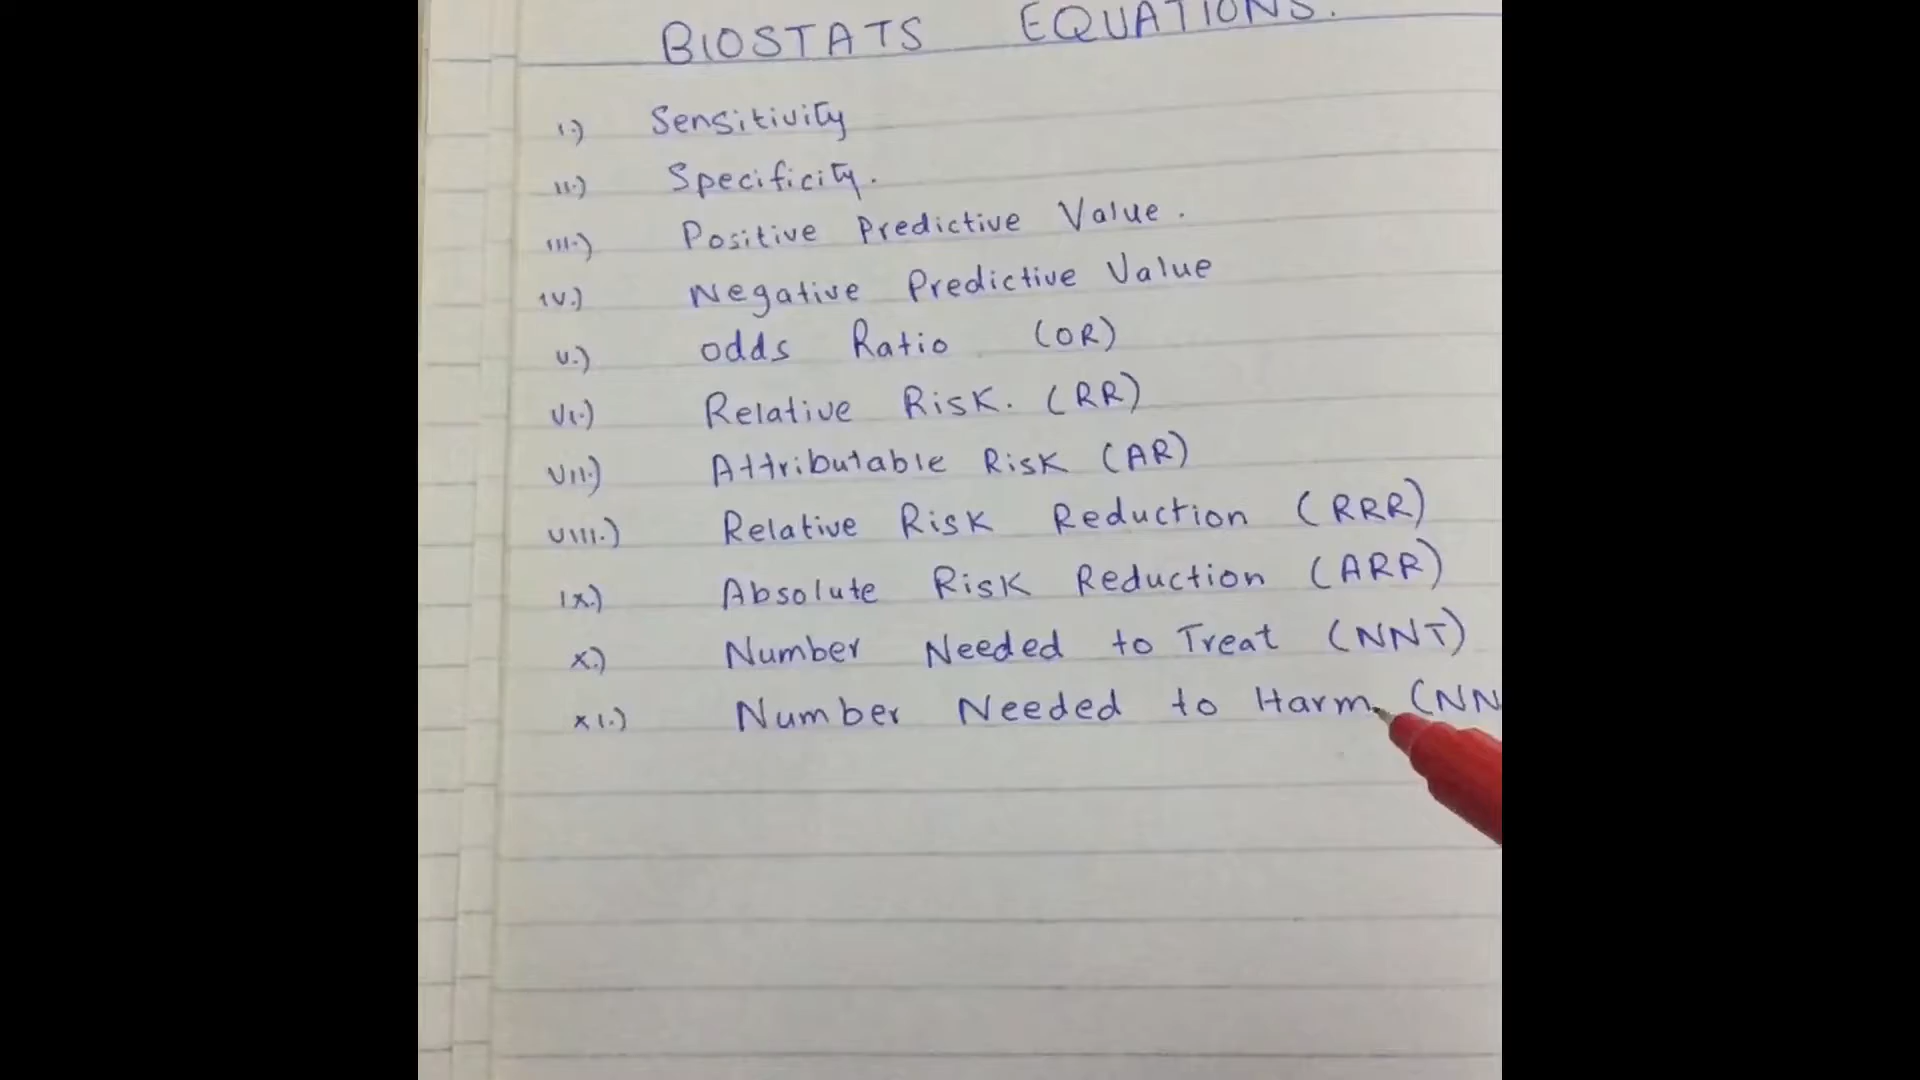 BIOSTATS EQUATIONS.
I.) Sensitivity
II.) Specificity.
III.) Positive Predictive Value.
IV.) Negative Predictive Value
V.) odds Ratio (OR)
VI.) Relative Risk. (RR)
VII.) Attributable Risk (AR)
VIII.) Relative Risk Reduction (RRR)
IX.) Absolute Risk Reduction (ARR)
X.) Number Needed to Treat (NNT)
XI.) Number Needed to Harm (NN